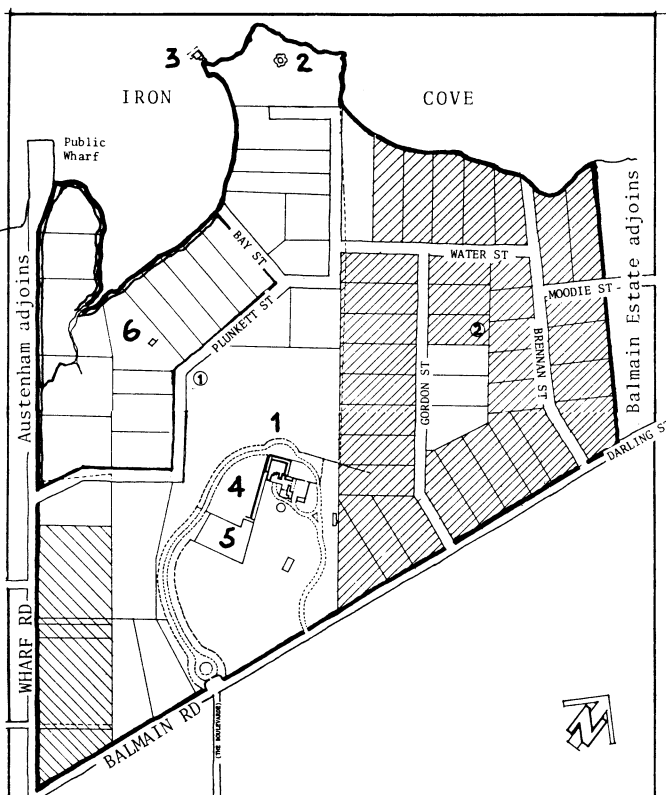 3
2
IRON
COVE
Public
Wharf
BAY ST
WATER ST
MOODIE ST
Austenham adjoins
Balmain Estate adjoins
6
PLUNKETT ST
2
1
GORDON ST
BRENNAN ST
1
DARLING ST
4
5
WHARF RD
BALMAIN RD
(THE BOULEVARDE)
N